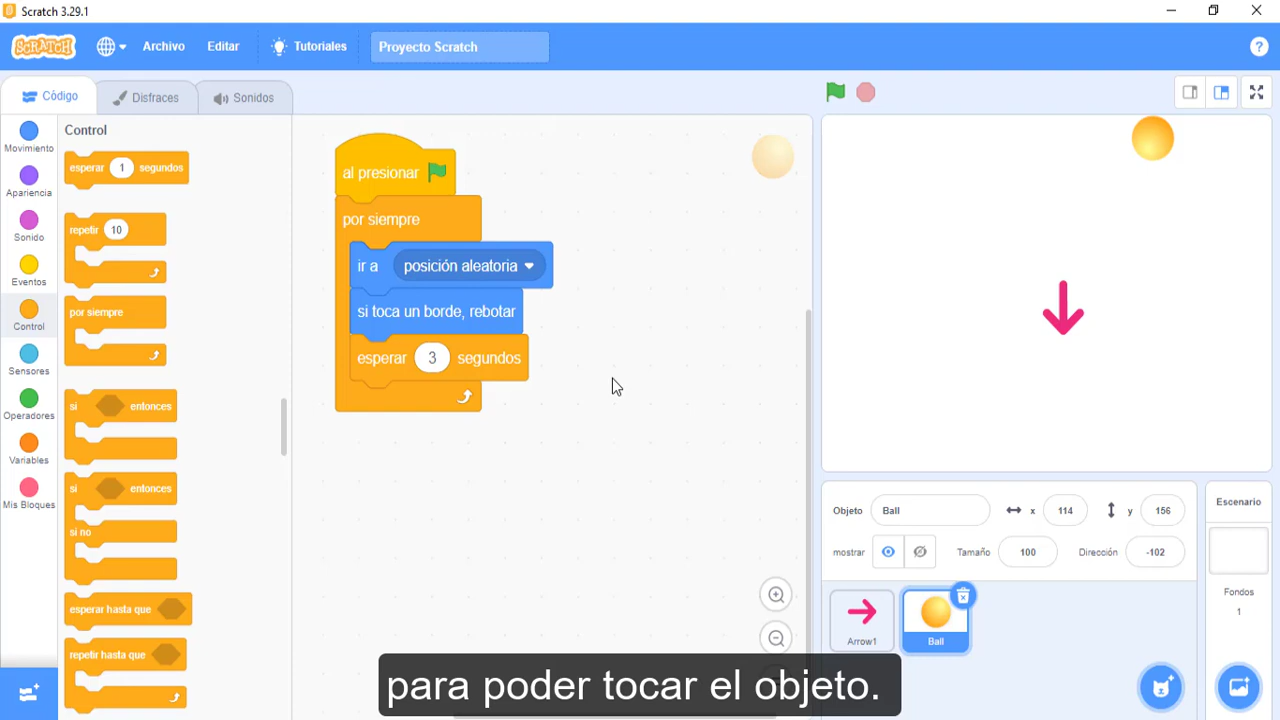 Scratch 3.29.1
SCRATCH
Archivo
Editar
Tutoriales
Proyecto Scratch
?
Código
Disfraces
Sonidos
Movimiento
Apariencia
Sonido
Eventos
Control
Sensores
Operadores
Variables
Mis Bloques
Control
esperar 1 segundos
repetir 10
por siempre
si entonces
si entonces
si no
esperar hasta que
repetir hasta que
al presionar
por siempre
ir a posición aleatoria
si toca un borde, rebotar
esperar 3 segundos
Objeto Ball x 114 y 156
mostrar Tamaño 100 Dirección -102
Arrow1
Ball
Escenario
Fondos
1
para poder tocar el objeto.